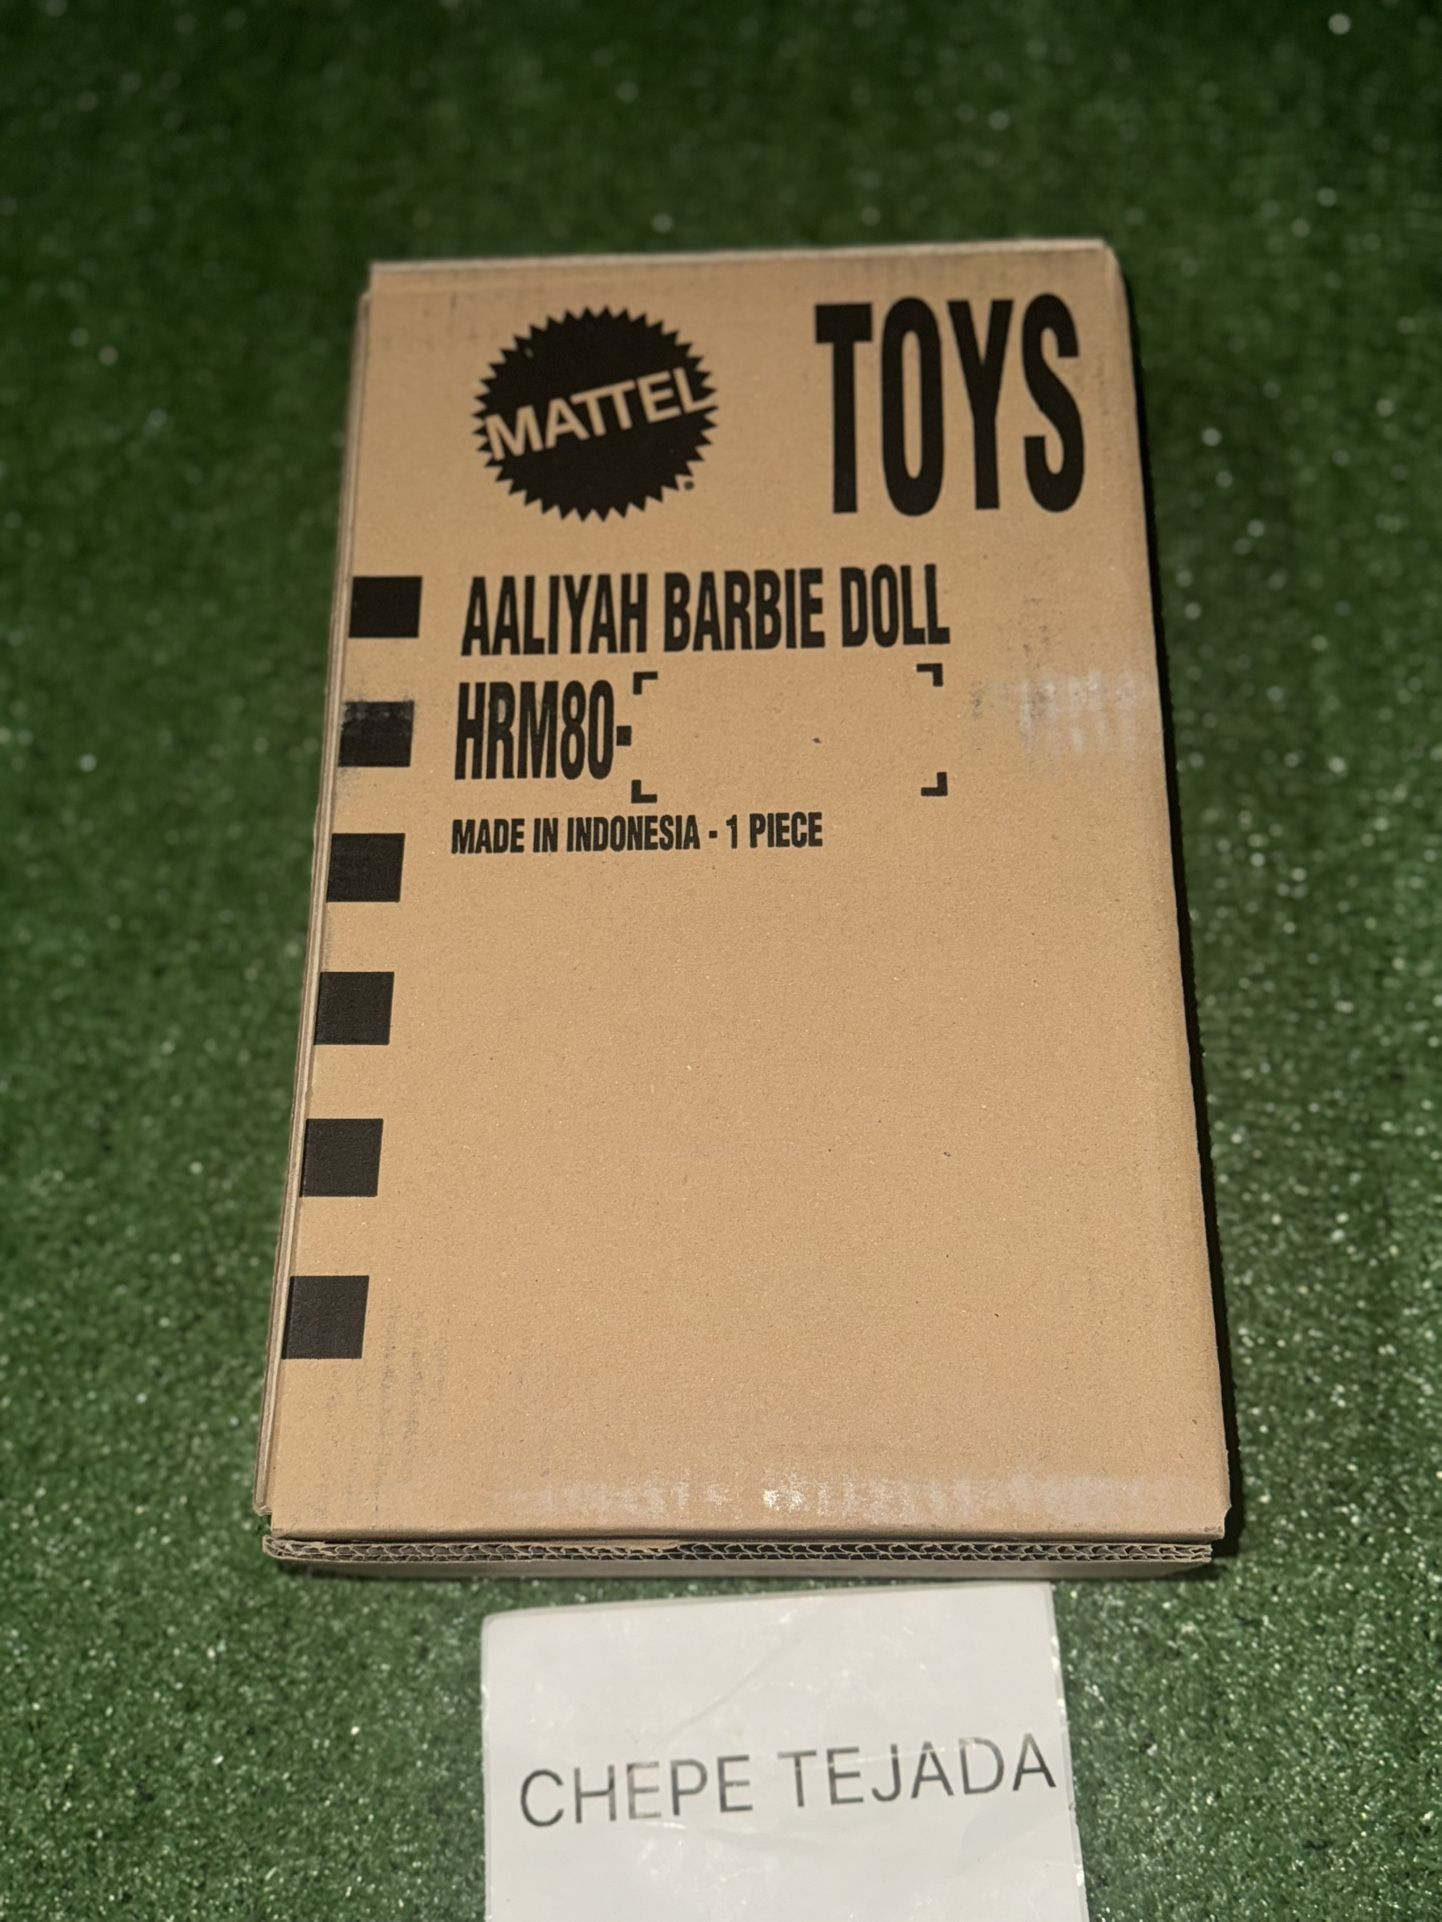 MATTEL
TOYS
AALIYAH BARBIE DOLL
HRM80-
MADE IN INDONESIA - 1 PIECE
CHEPE TEJADA